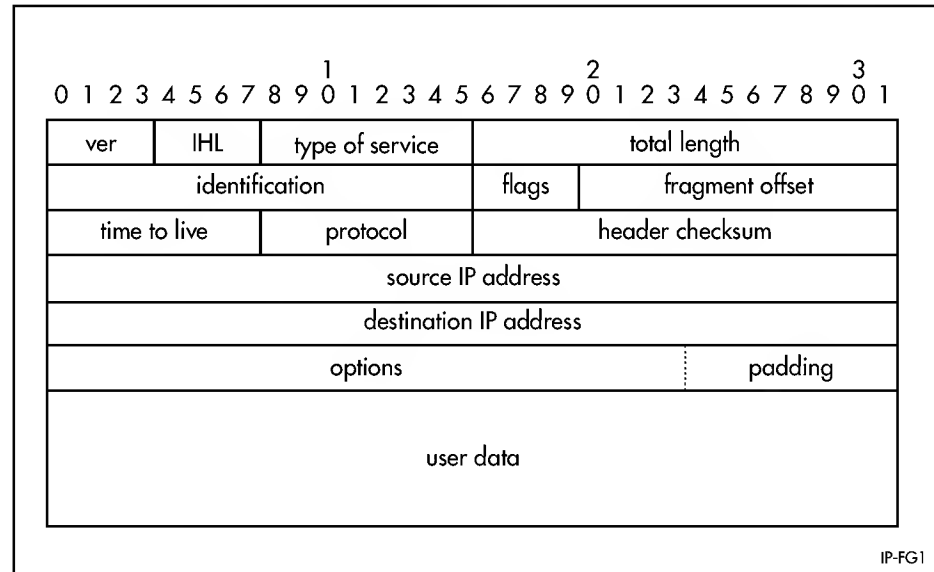 1 2 3
0 1 2 3 4 5 6 7 8 9 0 1 2 3 4 5 6 7 8 9 0 1 2 3 4 5 6 7 8 9 0 1
ver IHL type of service total length
identification flags fragment offset
time to live protocol header checksum
source IP address
destination IP address
options padding
user data
IP-FG1